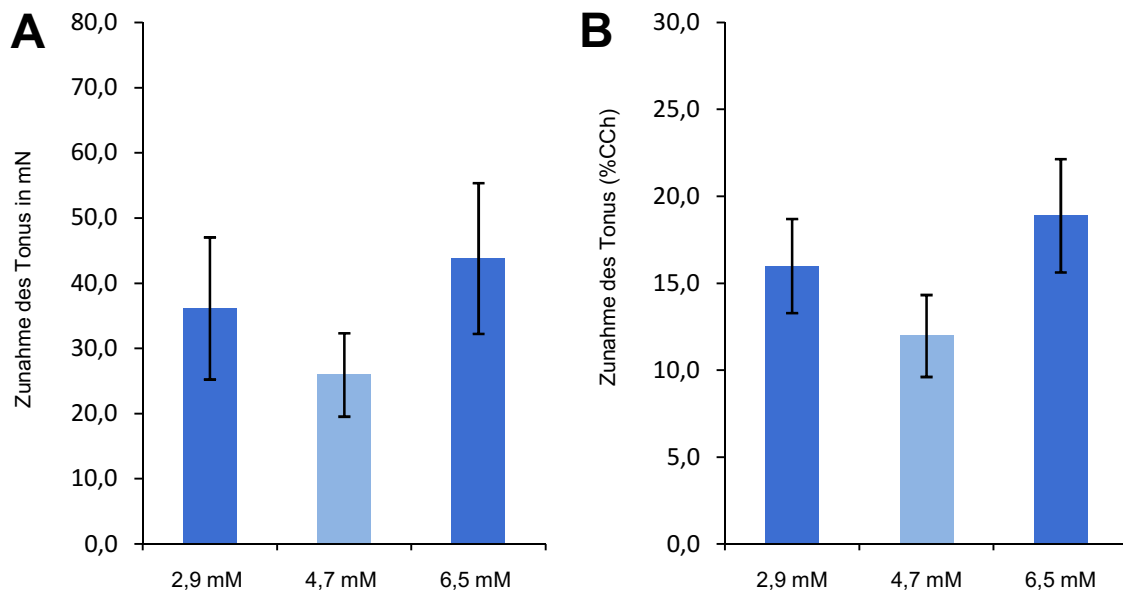 A
Zunahme des Tonus in mN
80,0
70,0
60,0
50,0
40,0
30,0
20,0
10,0
0,0
2,9 mM
4,7 mM
6,5 mM
B
Zunahme des Tonus (%CCh)
30,0
25,0
20,0
15,0
10,0
5,0
0,0
2,9 mM
4,7 mM
6,5 mM